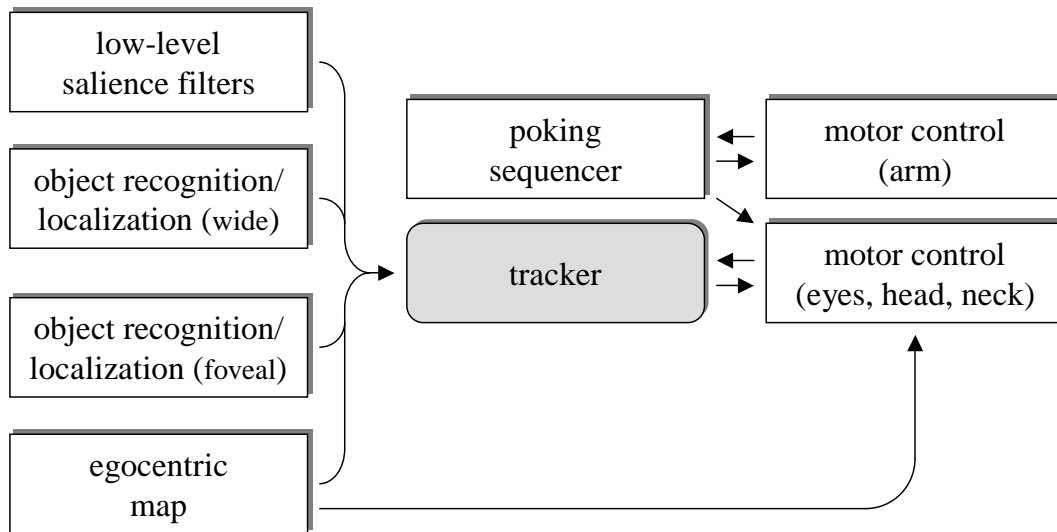 low-level
salience filters
object recognition/
localization (wide)
object recognition/
localization (foveal)
egocentric
map
poking
sequencer
tracker
motor control
(arm)
motor control
(eyes, head, neck)